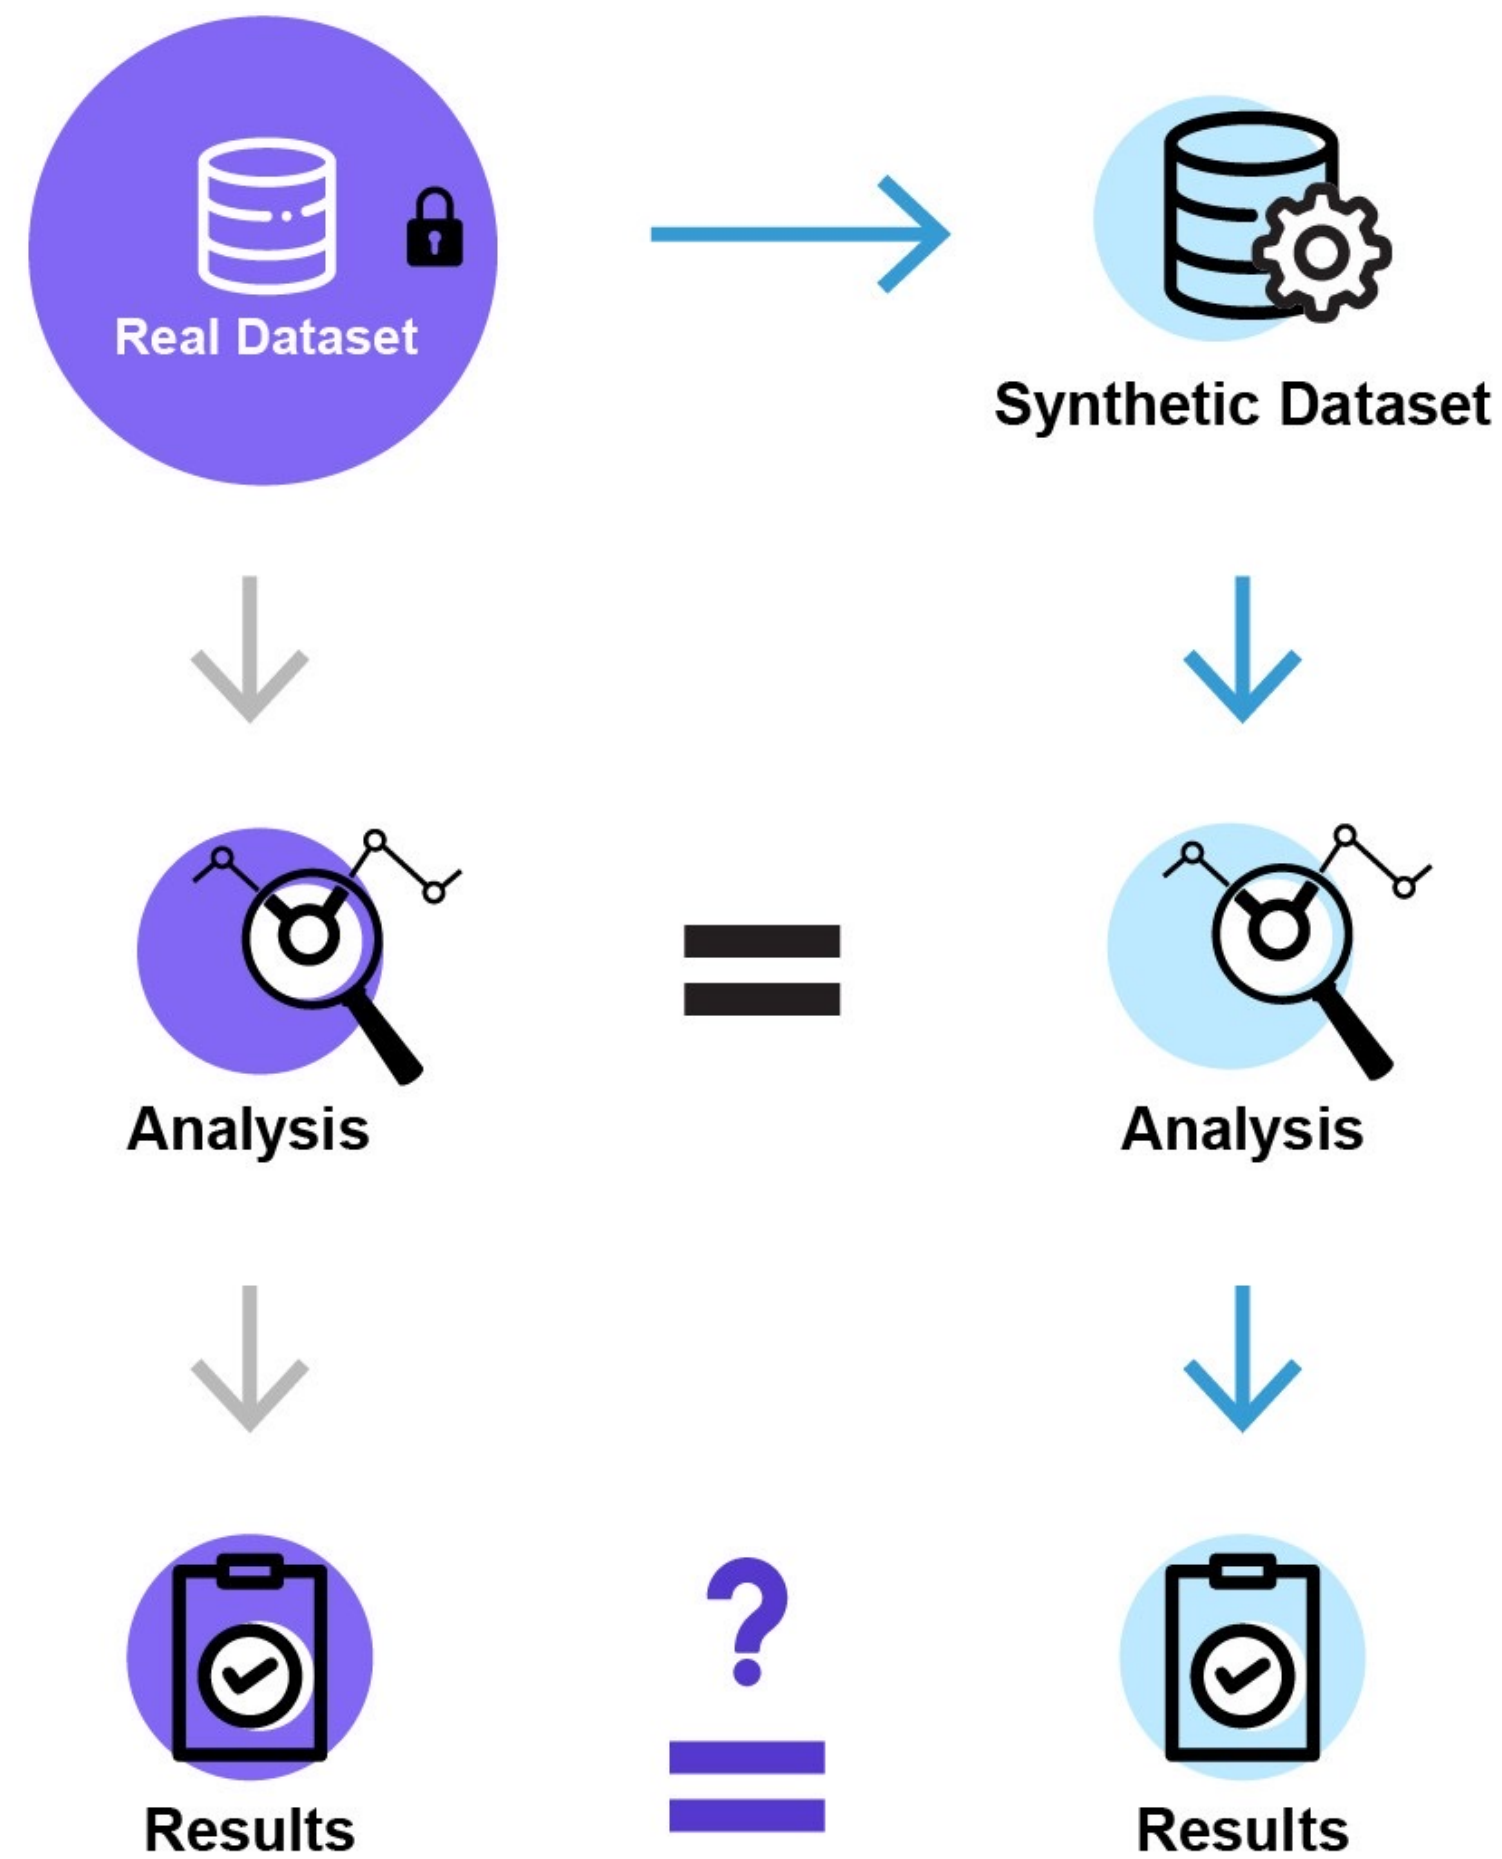 Real Dataset
Synthetic Dataset
Analysis
=
Analysis
?
=
Results
Results